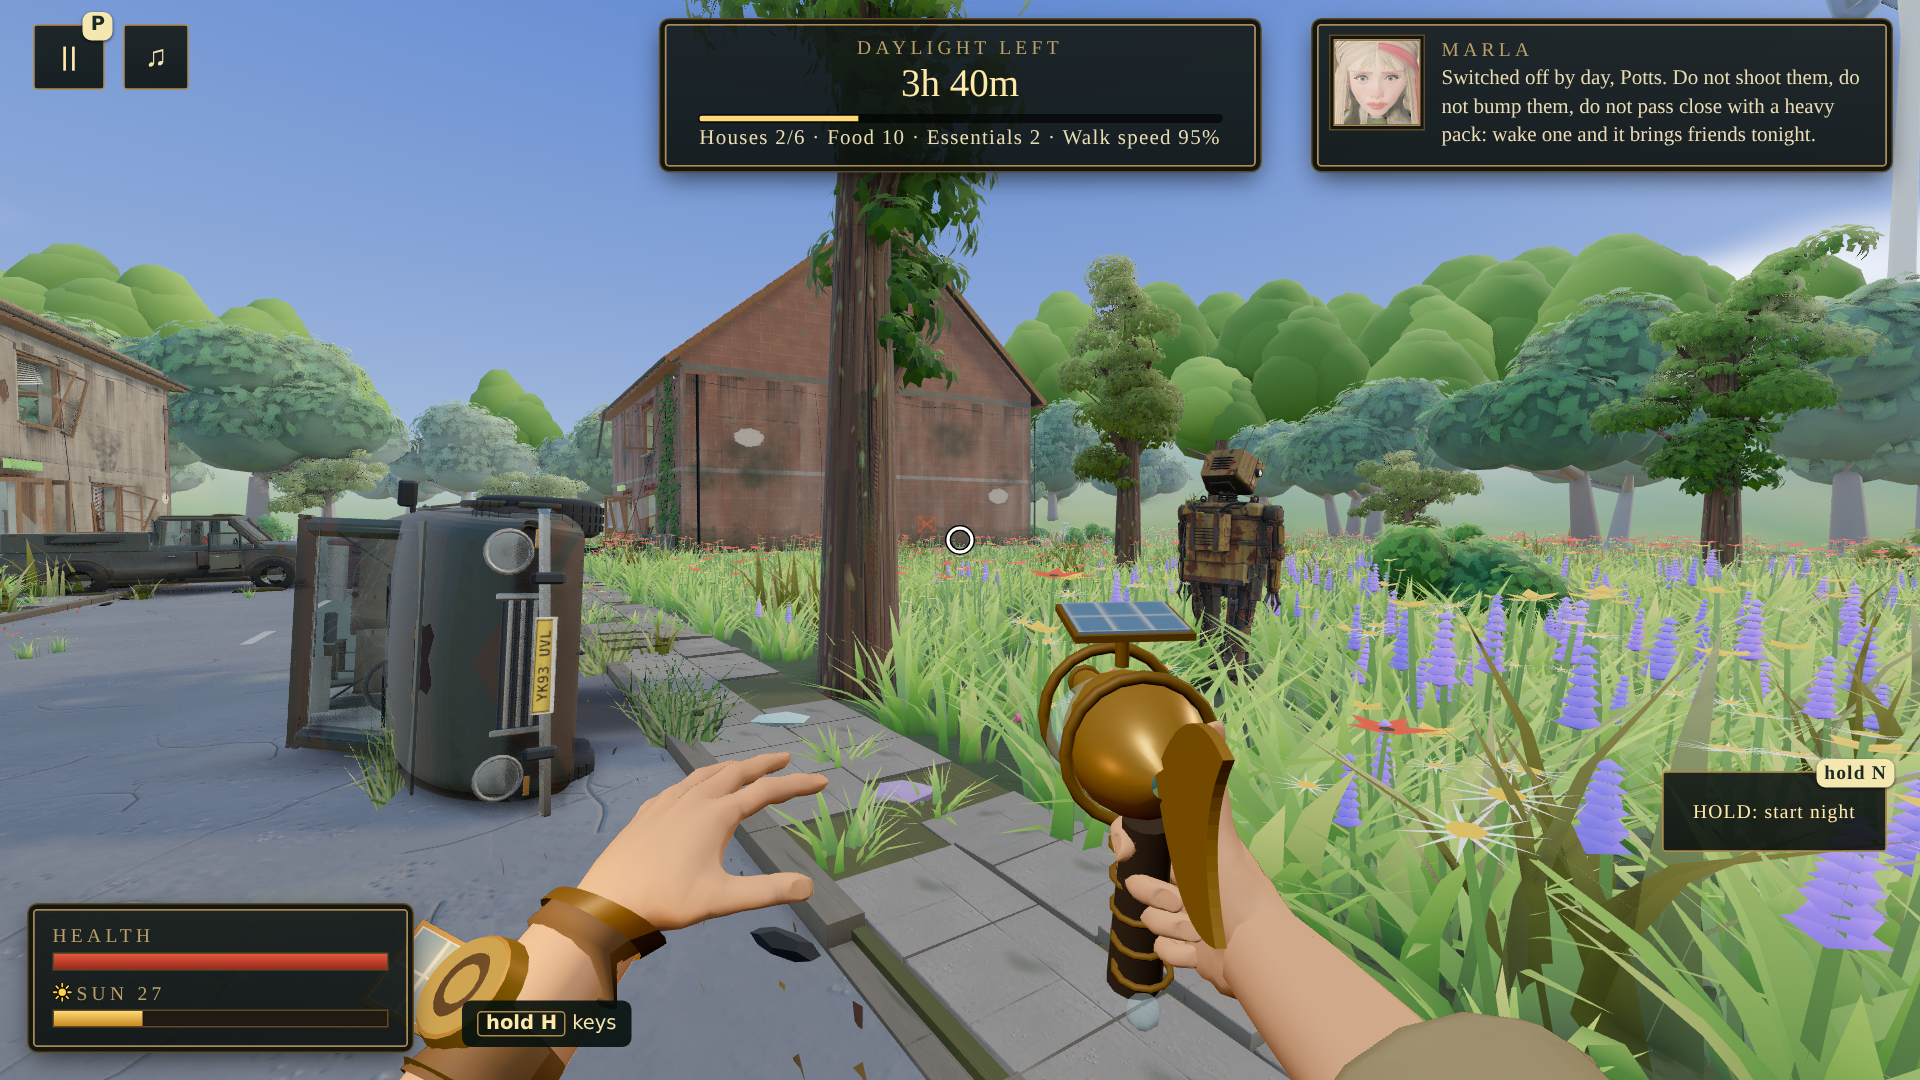 P
DAYLIGHT LEFT
3h 40m
Houses 2/6 · Food 10 · Essentials 2 · Walk speed 95%
MARLA
Switched off by day, Potts. Do not shoot them, do
not bump them, do not pass close with a heavy
pack: wake one and it brings friends tonight.
YK93 UVL
hold N
HOLD: start night
HEALTH
SUN 27
hold H keys